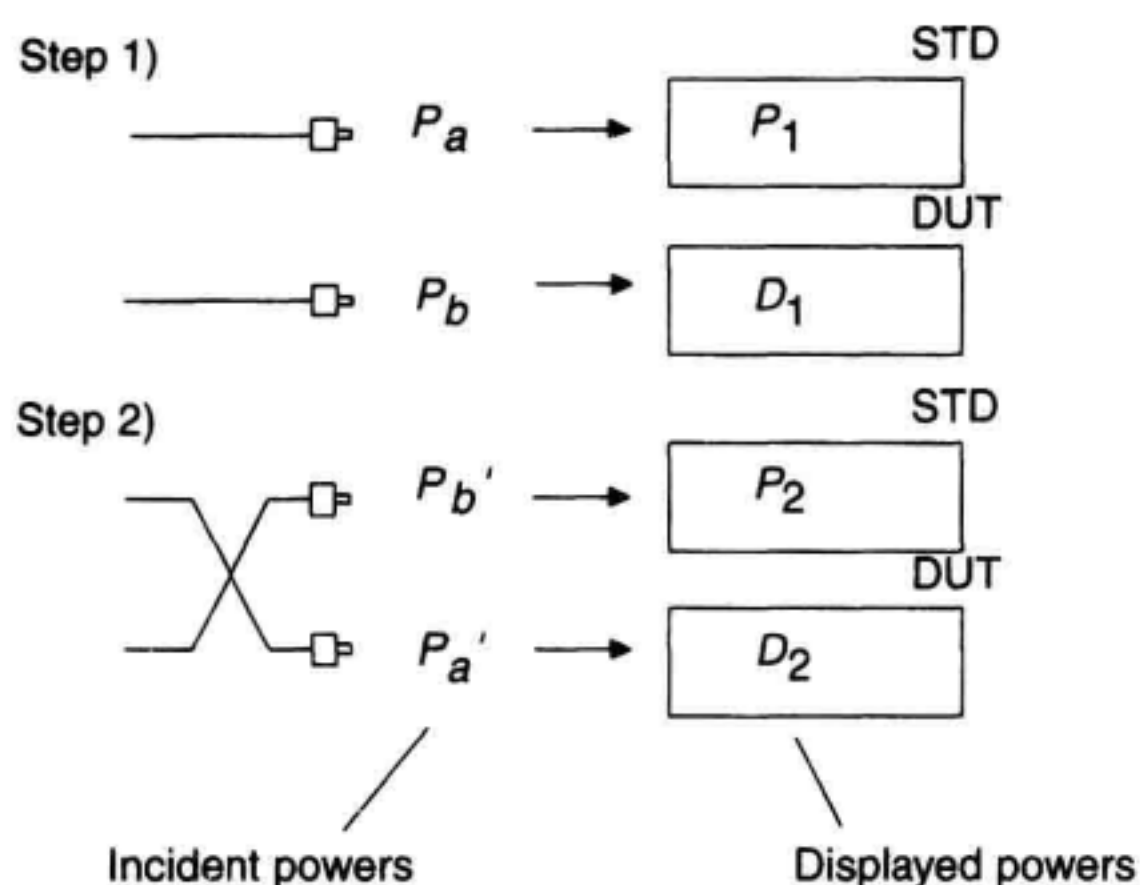 Step 1)
STD
Pa
P1
DUT
Pb
D1
Step 2)
STD
Pb'
P2
DUT
Pa'
D2
Incident powers
Displayed powers